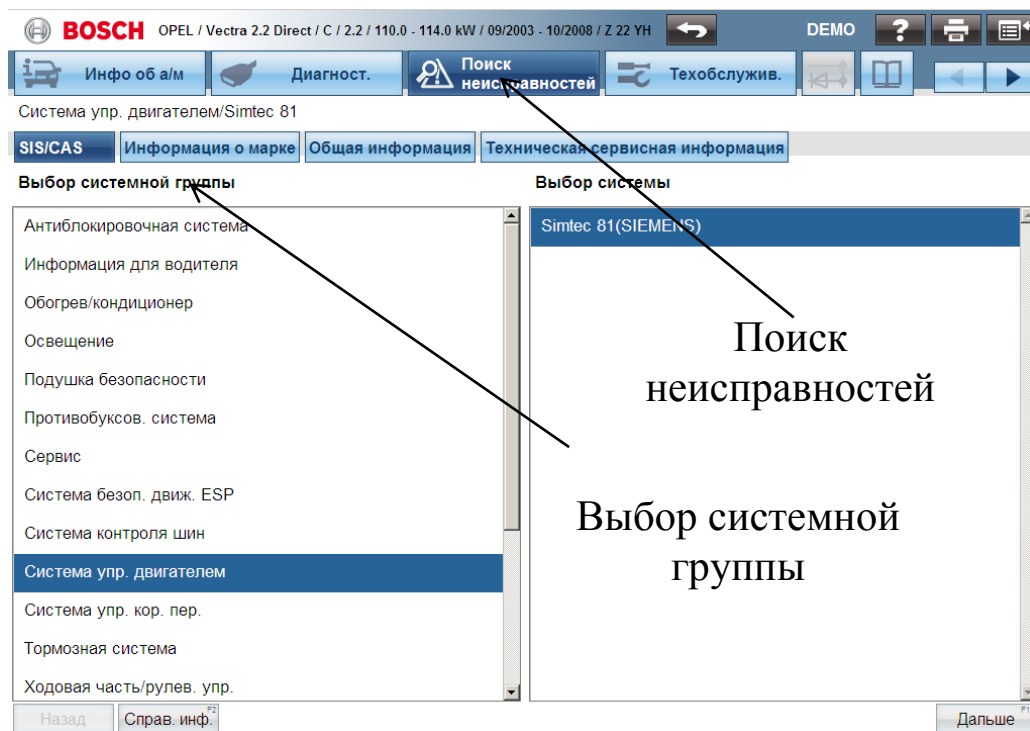 BOSCH OPEL / Vectra 2.2 Direct / C / 2.2 / 110.0 - 114.0 kW / 09/2003 - 10/2008 / Z 22 YH DEMO ?
Инфо об а/м Диагност. Поиск неисправностей Техобслужив.
Система упр. двигателем/Simtec 81
SIS/CAS Информация о марке Общая информация Техническая сервисная информация
Выбор системной группы Выбор системы
Антиблокировочная система Simtec 81(SIEMENS)
Информация для водителя
Обогрев/кондиционер
Освещение
Подушка безопасности
Противобуксов. система
Сервис
Система безоп. движ. ESP
Система контроля шин
Система упр. двигателем
Система упр. кор. пер.
Тормозная система
Ходовая часть/рулев. упр.
Поиск
неисправностей
Выбор системной
группы
Назад Справ. инф. F2 Дальше F1